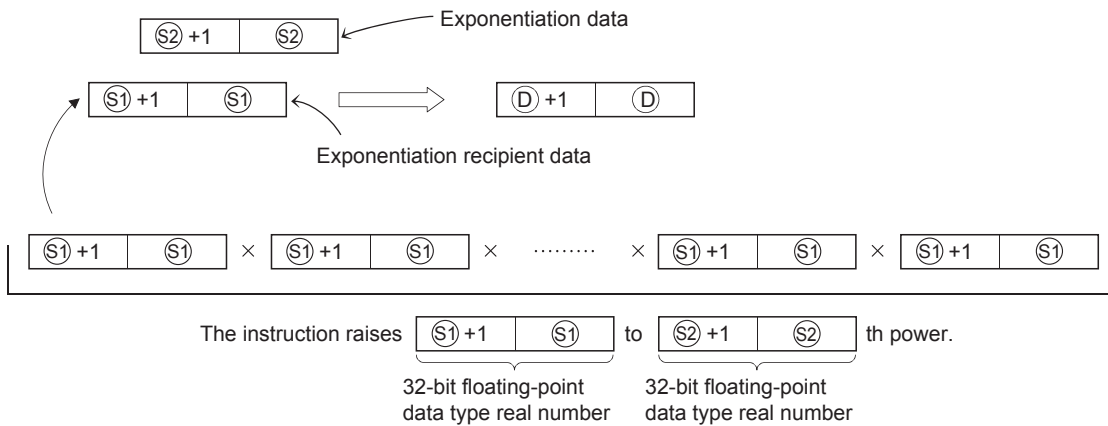 Exponentiation data
S2 +1 S2
S1 +1 S1 D +1 D
Exponentiation recipient data
S1 +1 S1 × S1 +1 S1 × ········· × S1 +1 S1 × S1 +1 S1
The instruction raises S1 +1 S1 to S2 +1 S2 th power.
32-bit floating-point 32-bit floating-point
data type real number data type real number